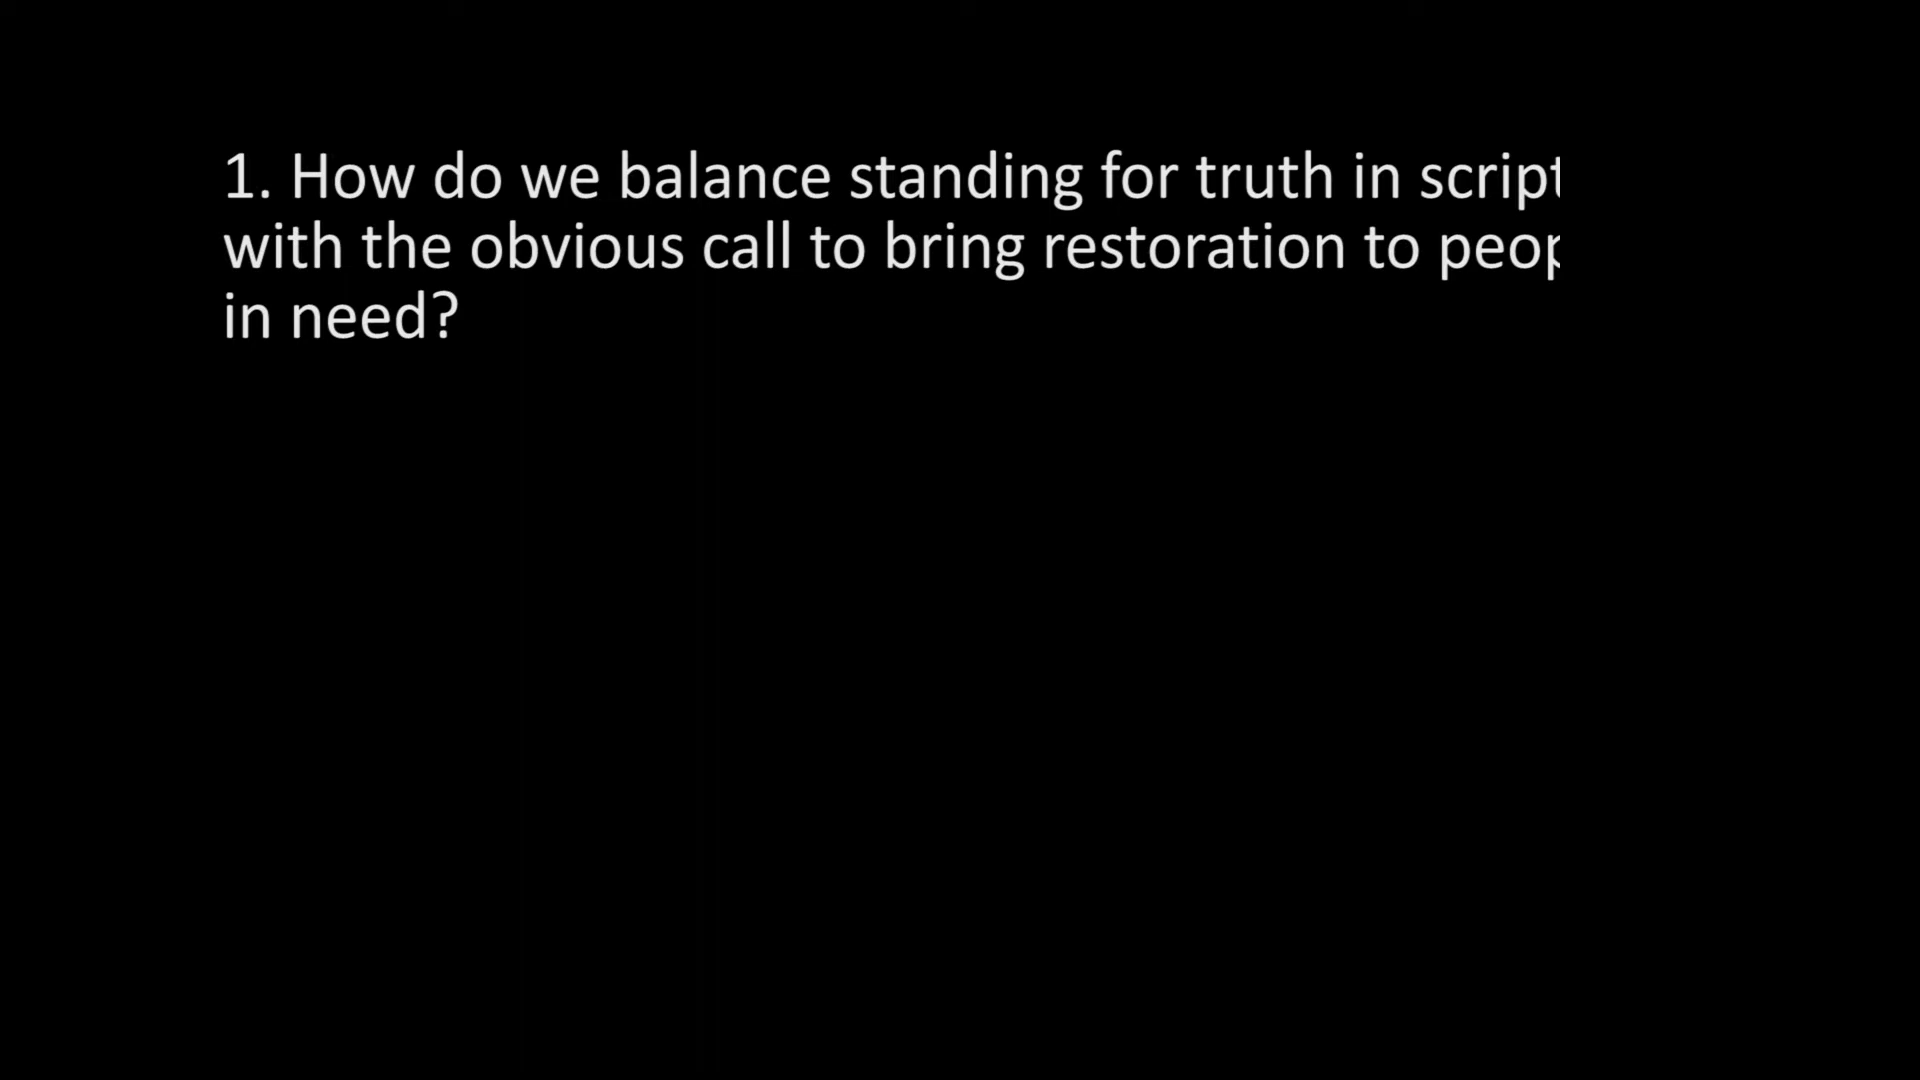 1. How do we balance standing for truth in script
with the obvious call to bring restoration to peop
in need?